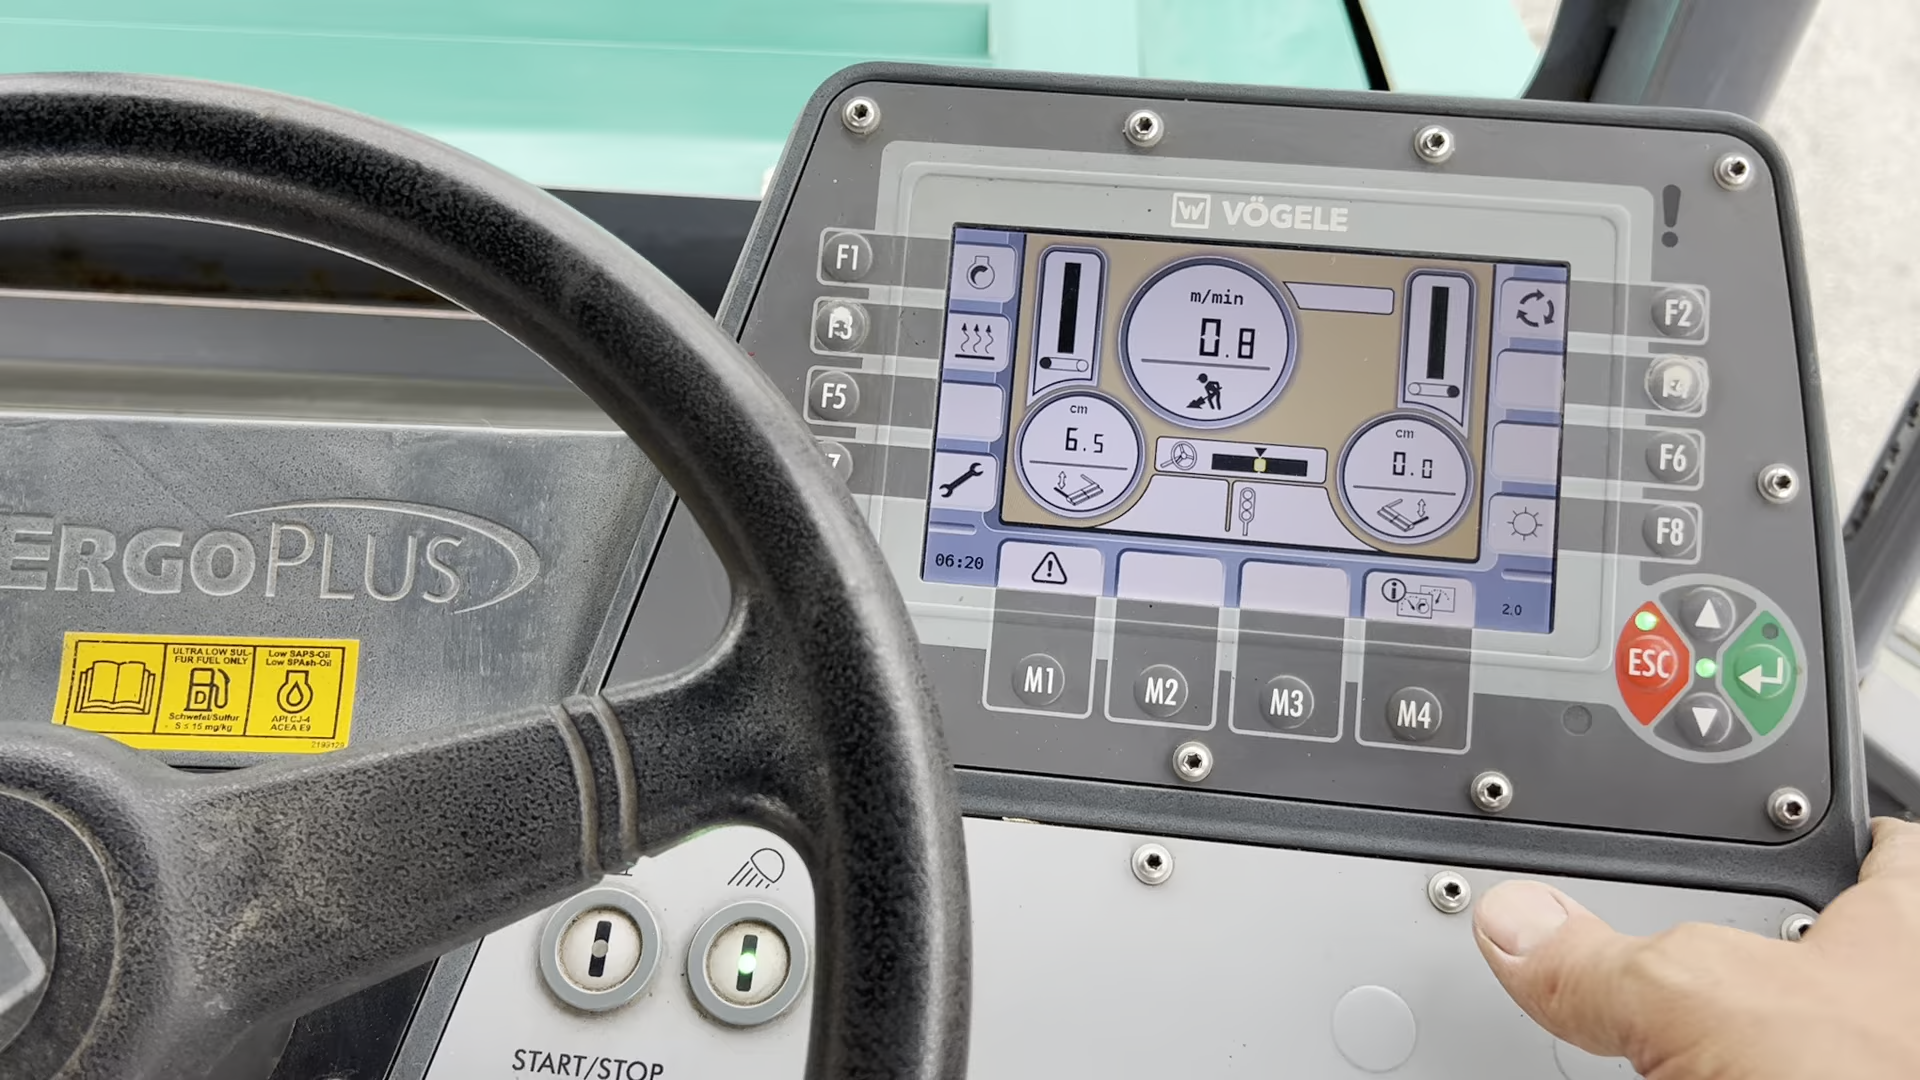 VÖGELE
F1
F2
F3
F5
F6
F8
m/min
0.8
cm
6.5
cm
0.0
06:20
2.0
M1
M2
M3
M4
ESC
ERGOPLUS
ULTRA LOW SUL-
FUR FUEL ONLY
Schwefel/Sulfur
S ≤ 15 mg/kg
Low SAPS-Oil
Low SPAsh-Oil
API CJ-4
ACEA E9
START/STOP